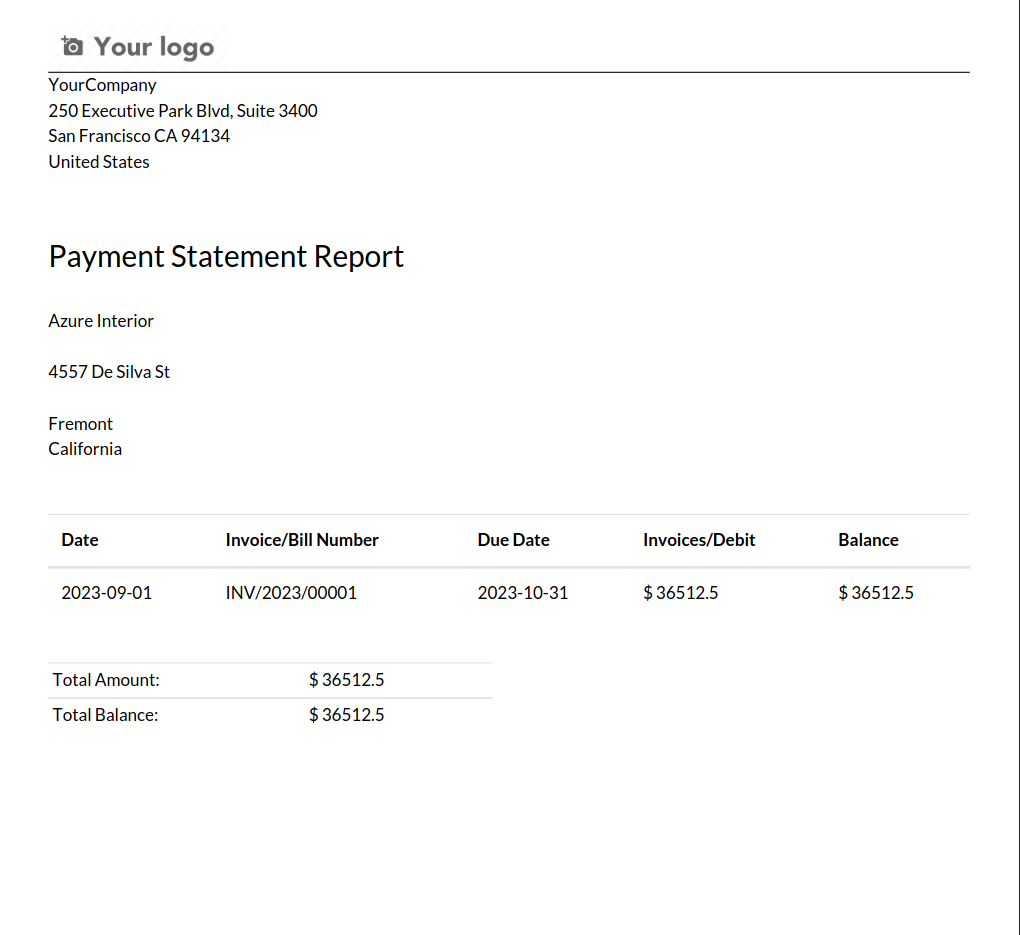 Your logo
YourCompany
250 Executive Park Blvd, Suite 3400
San Francisco CA 94134
United States
Payment Statement Report
Azure Interior
4557 De Silva St
Fremont
California
Date Invoice/Bill Number Due Date Invoices/Debit Balance
2023-09-01 INV/2023/00001 2023-10-31 $ 36512.5 $ 36512.5
Total Amount: $ 36512.5
Total Balance: $ 36512.5